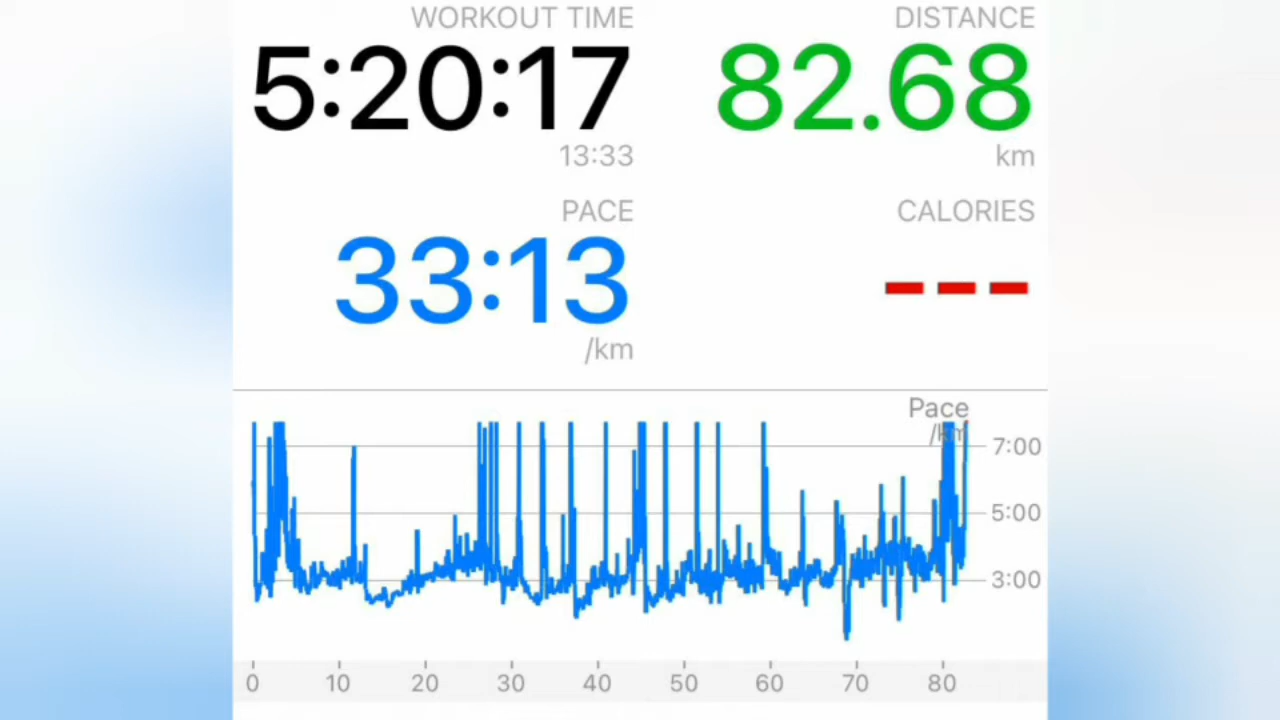 WORKOUT TIME
DISTANCE
5:20:17
82.68
13:33
km
PACE
CALORIES
33:13
---
/km
Pace
/km
7:00
5:00
3:00
0 10 20 30 40 50 60 70 80